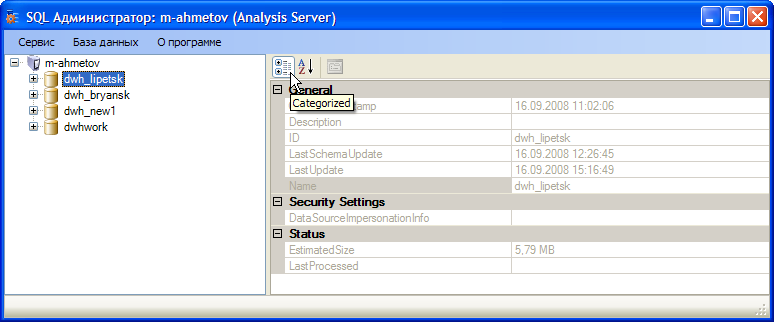 SQL Администратор: m-ahmetov (Analysis Server)
Сервис База данных О программе
m-ahmetov
dwh_lipetsk
dwh_bryansk
dwh_new1
dwhwork
General
Categorized
amp 16.09.2008 11:02:06
Description
ID dwh_lipetsk
LastSchemaUpdate 16.09.2008 12:26:45
LastUpdate 16.09.2008 15:16:49
Name dwh_lipetsk
Security Settings
DataSourceImpersonationInfo
Status
EstimatedSize 5,79 MB
LastProcessed